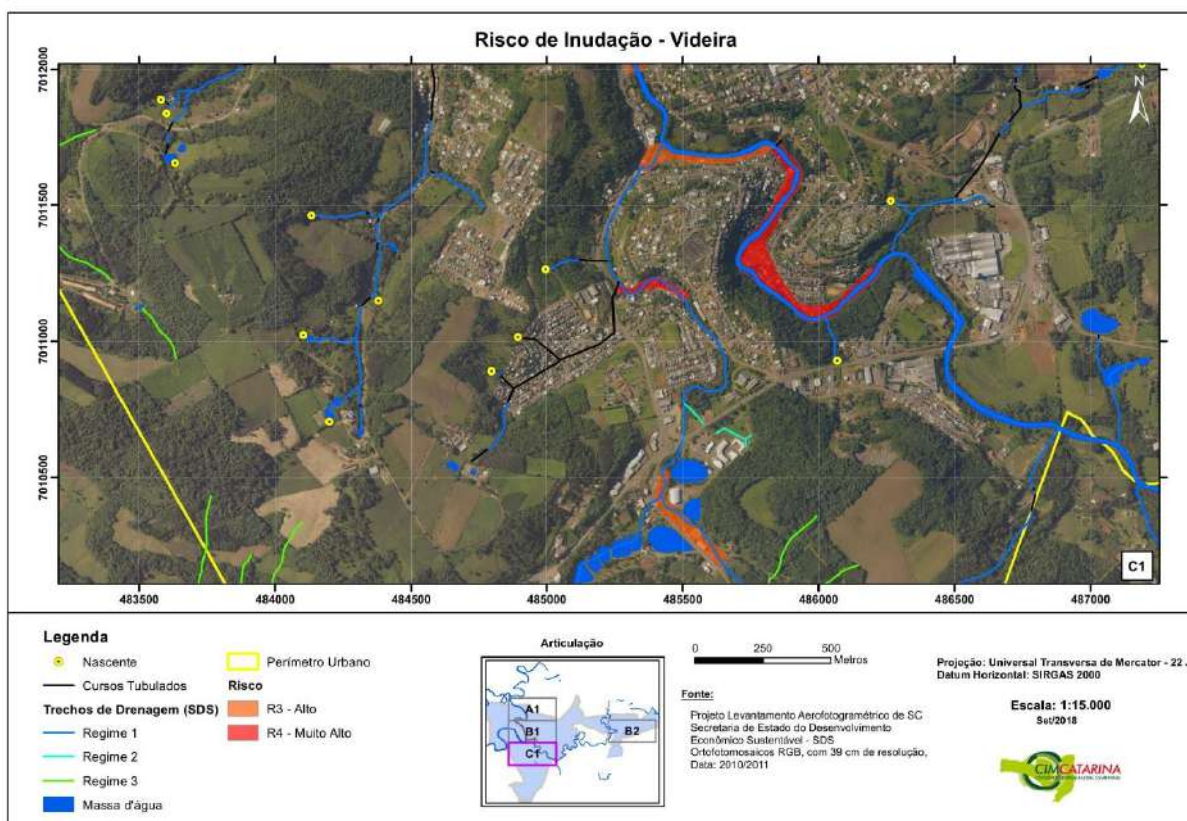 Risco de Inudação - Videira
7012000
7011500
7011000
7010500
N
C1
483500 484000 484500 485000 485500 486000 486500 487000
Legenda
Nascente
Cursos Tubulados
Trechos de Drenagem (SDS)
Regime 1
Regime 2
Regime 3
Massa d'água
Perímetro Urbano
Risco
R3 - Alto
R4 - Muito Alto
Articulação
A1
B1
B2
C1
0 250 500
Metros
Fonte:
Projeto Levantamento Aerofotogramétrico de SC
Secretaria de Estado do Desenvolvimento
Econômico Sustentável - SDS
Ortofotomosaicos RGB, com 39 cm de resolução,
Data: 2010/2011
Projeção: Universal Transversa de Mercator - 22 J
Datum Horizontal: SIRGAS 2000
Escala: 1:15.000
Set/2018
CIMCATARINA